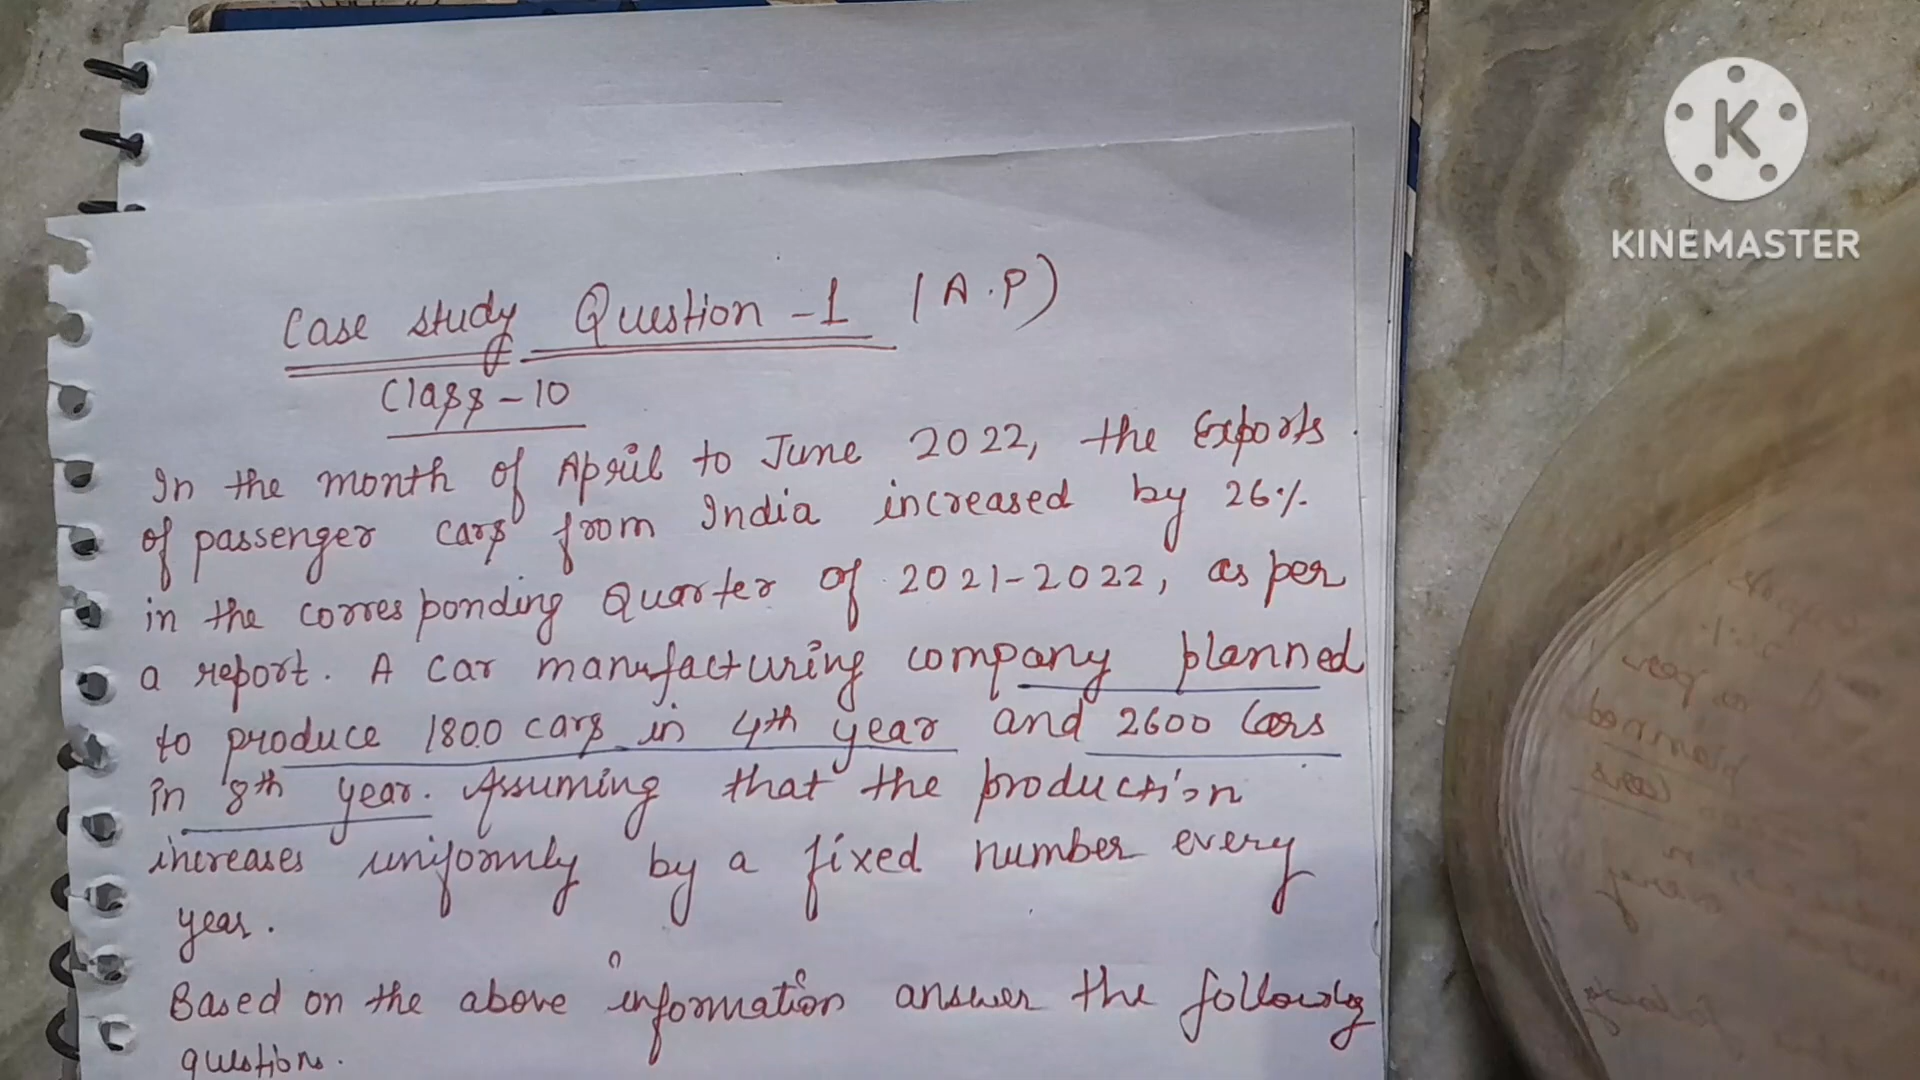 K
KINEMASTER
Case study Question - 1 (A.P)
Class - 10
In the month of April to June 2022, the Exports
of passenger cars from India increased by 26%
in the corresponding Quarter of 2021-2022, as per
a report. A car manufacturing company planned
to produce 1800 cars in 4th year and 2600 Cars
in 8th year. Assuming that the production
increases uniformly by a fixed number every
year.
Based on the above information answer the following
questions.